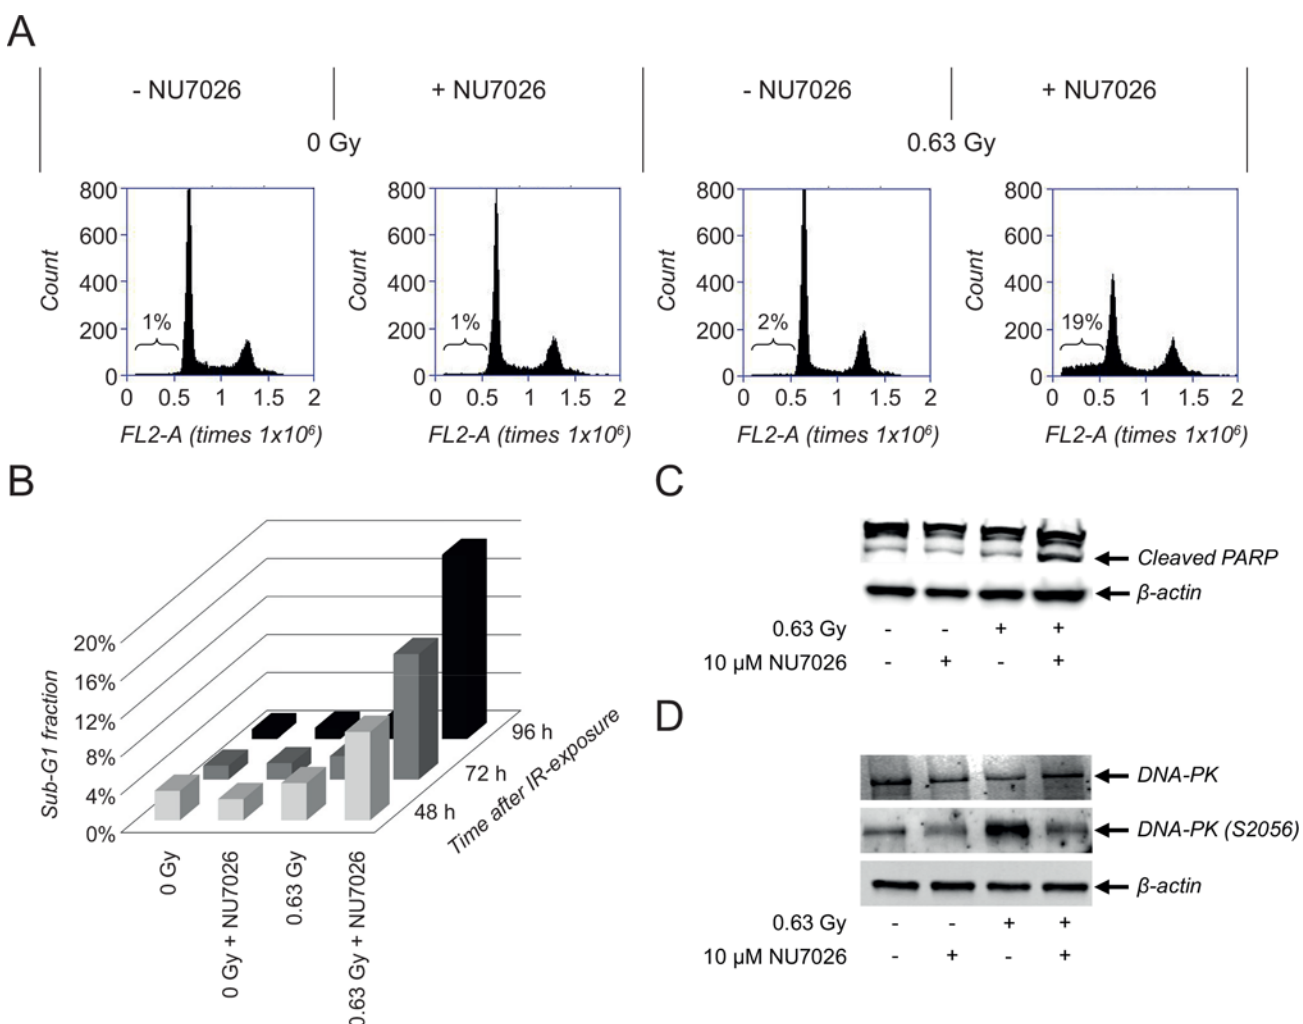 A
- NU7026
+ NU7026
- NU7026
+ NU7026
0 Gy
0.63 Gy
800
600
400
200
0
Count
1%
0 0.5 1 1.5 2
FL2-A (times 1x10⁶)
800
600
400
200
0
Count
1%
0 0.5 1 1.5 2
FL2-A (times 1x10⁶)
800
600
400
200
0
Count
2%
0 0.5 1 1.5 2
FL2-A (times 1x10⁶)
800
600
400
200
0
Count
19%
0 0.5 1 1.5 2
FL2-A (times 1x10⁶)
B
Sub-G1 fraction
20%
16%
12%
8%
4%
0%
96 h
72 h
48 h
Time after IR-exposure
0 Gy
0 Gy + NU7026
0.63 Gy
0.63 Gy + NU7026
C
Cleaved PARP
β-actin
0.63 Gy - - + +
10 µM NU7026 - + - +
D
DNA-PK
DNA-PK (S2056)
β-actin
0.63 Gy - - + +
10 µM NU7026 - + - +